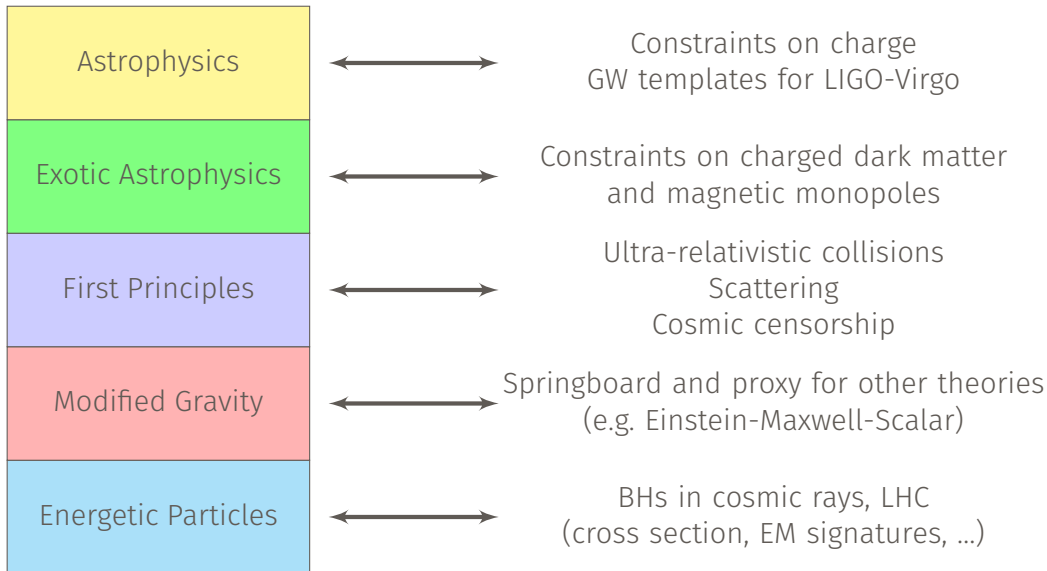 Astrophysics
Constraints on charge
GW templates for LIGO-Virgo
Exotic Astrophysics
Constraints on charged dark matter
and magnetic monopoles
First Principles
Ultra-relativistic collisions
Scattering
Cosmic censorship
Modified Gravity
Springboard and proxy for other theories
(e.g. Einstein-Maxwell-Scalar)
Energetic Particles
BHs in cosmic rays, LHC
(cross section, EM signatures, ...)